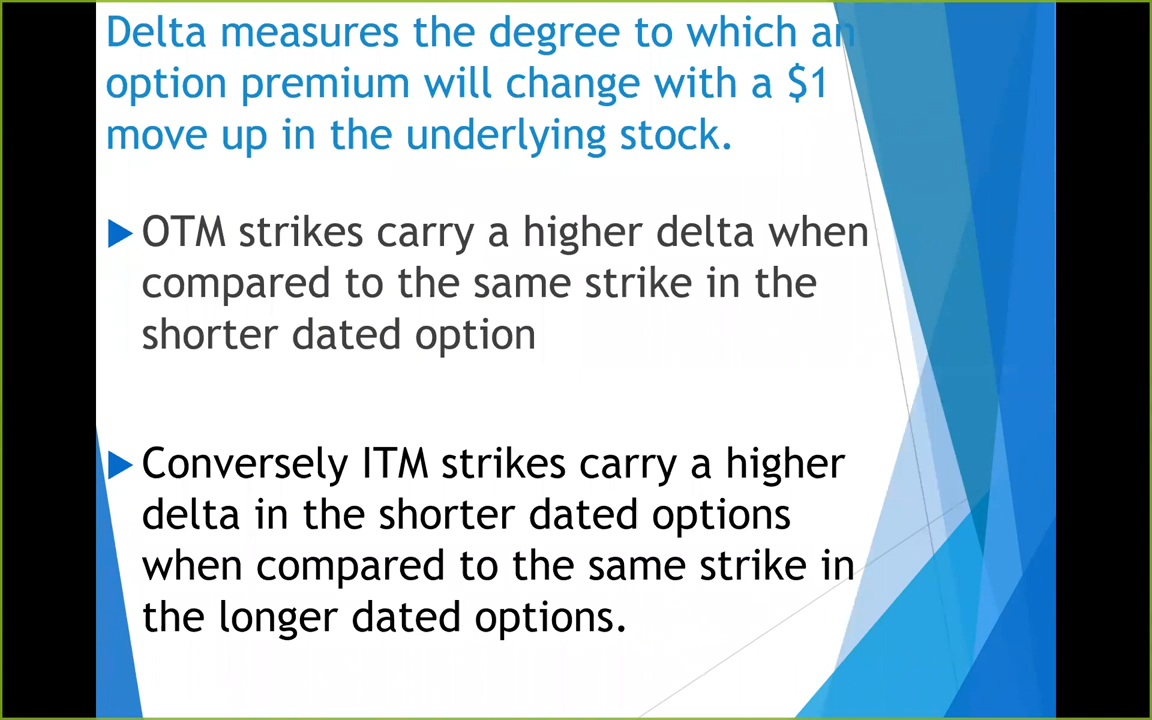 Delta measures the degree to which an
option premium will change with a $1
move up in the underlying stock.
OTM strikes carry a higher delta when
compared to the same strike in the
shorter dated option
Conversely ITM strikes carry a higher
delta in the shorter dated options
when compared to the same strike in
the longer dated options.